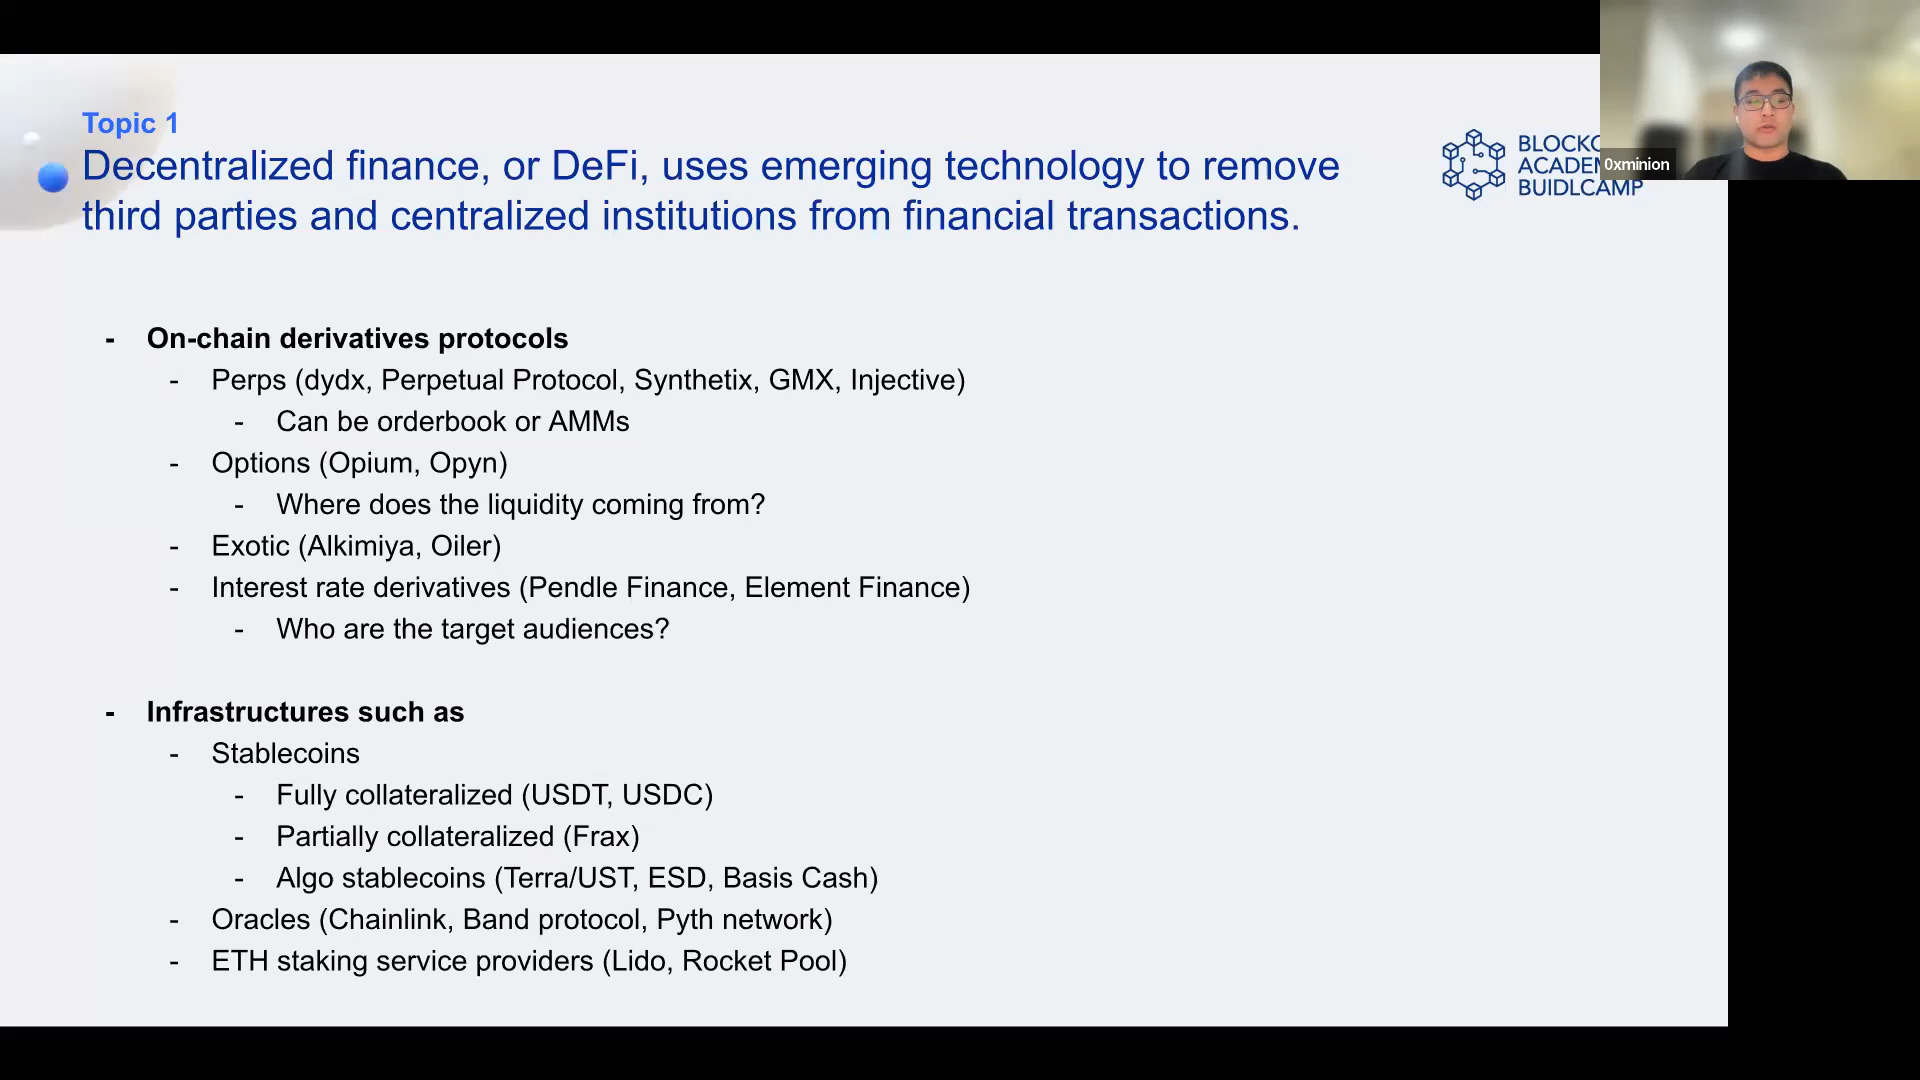 Topic 1
Decentralized finance, or DeFi, uses emerging technology to remove
third parties and centralized institutions from financial transactions.
BUIDLCAMP
0xminion
- On-chain derivatives protocols
- Perps (dydx, Perpetual Protocol, Synthetix, GMX, Injective)
- Can be orderbook or AMMs
- Options (Opium, Opyn)
- Where does the liquidity coming from?
- Exotic (Alkimiya, Oiler)
- Interest rate derivatives (Pendle Finance, Element Finance)
- Who are the target audiences?
- Infrastructures such as
- Stablecoins
- Fully collateralized (USDT, USDC)
- Partially collateralized (Frax)
- Algo stablecoins (Terra/UST, ESD, Basis Cash)
- Oracles (Chainlink, Band protocol, Pyth network)
- ETH staking service providers (Lido, Rocket Pool)